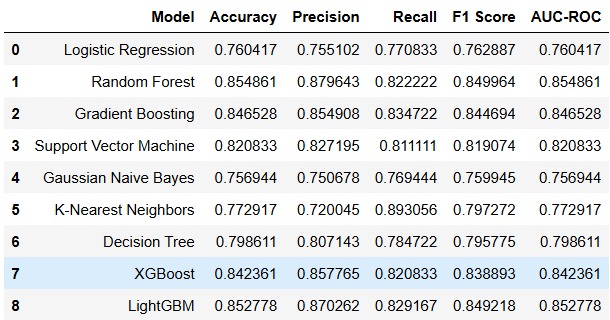 Model Accuracy Precision Recall F1 Score AUC-ROC
0 Logistic Regression 0.760417 0.755102 0.770833 0.762887 0.760417
1 Random Forest 0.854861 0.879643 0.822222 0.849964 0.854861
2 Gradient Boosting 0.846528 0.854908 0.834722 0.844694 0.846528
3 Support Vector Machine 0.820833 0.827195 0.811111 0.819074 0.820833
4 Gaussian Naive Bayes 0.756944 0.750678 0.769444 0.759945 0.756944
5 K-Nearest Neighbors 0.772917 0.720045 0.893056 0.797272 0.772917
6 Decision Tree 0.798611 0.807143 0.784722 0.795775 0.798611
7 XGBoost 0.842361 0.857765 0.820833 0.838893 0.842361
8 LightGBM 0.852778 0.870262 0.829167 0.849218 0.852778